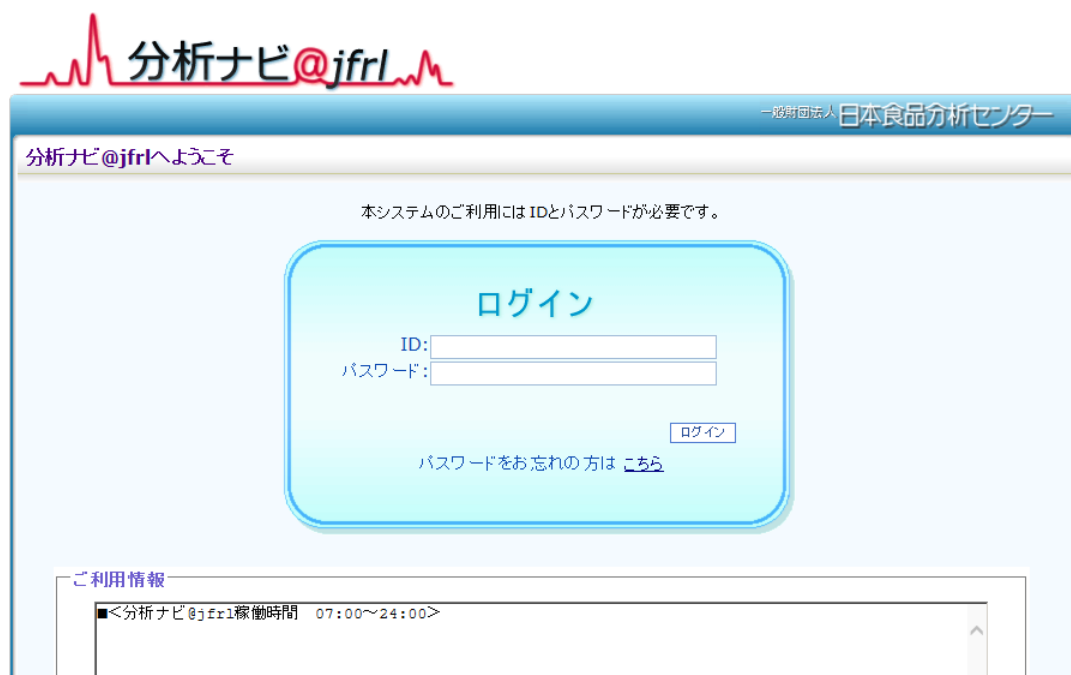 分析ナビ@jfrl
一般財団法人日本食品分析センター
分析ナビ@jfrlへようこそ
本システムのご利用にはIDとパスワードが必要です。
ログイン
ID:
パスワード:
ログイン
パスワードをお忘れの方は こちら
ご利用情報
■<分析ナビ@jfrl稼働時間　07:00～24:00>